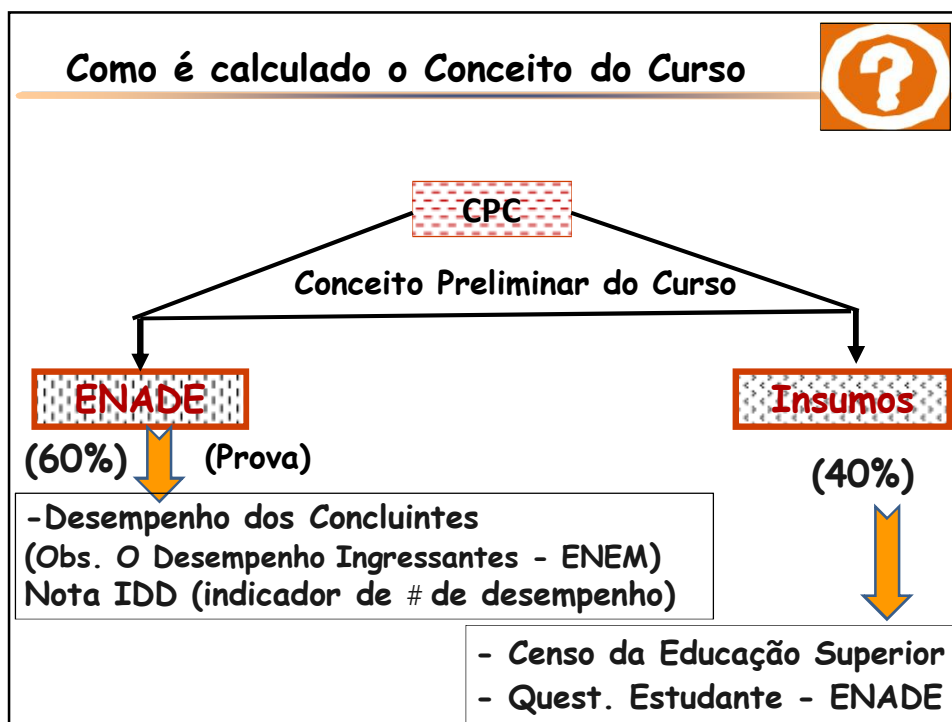 Como é calculado o Conceito do Curso
?
CPC
Conceito Preliminar do Curso
ENADE
(60%) (Prova)
-Desempenho dos Concluintes
(Obs. O Desempenho Ingressantes - ENEM)
Nota IDD (indicador de # de desempenho)
Insumos
(40%)
- Censo da Educação Superior
- Quest. Estudante - ENADE